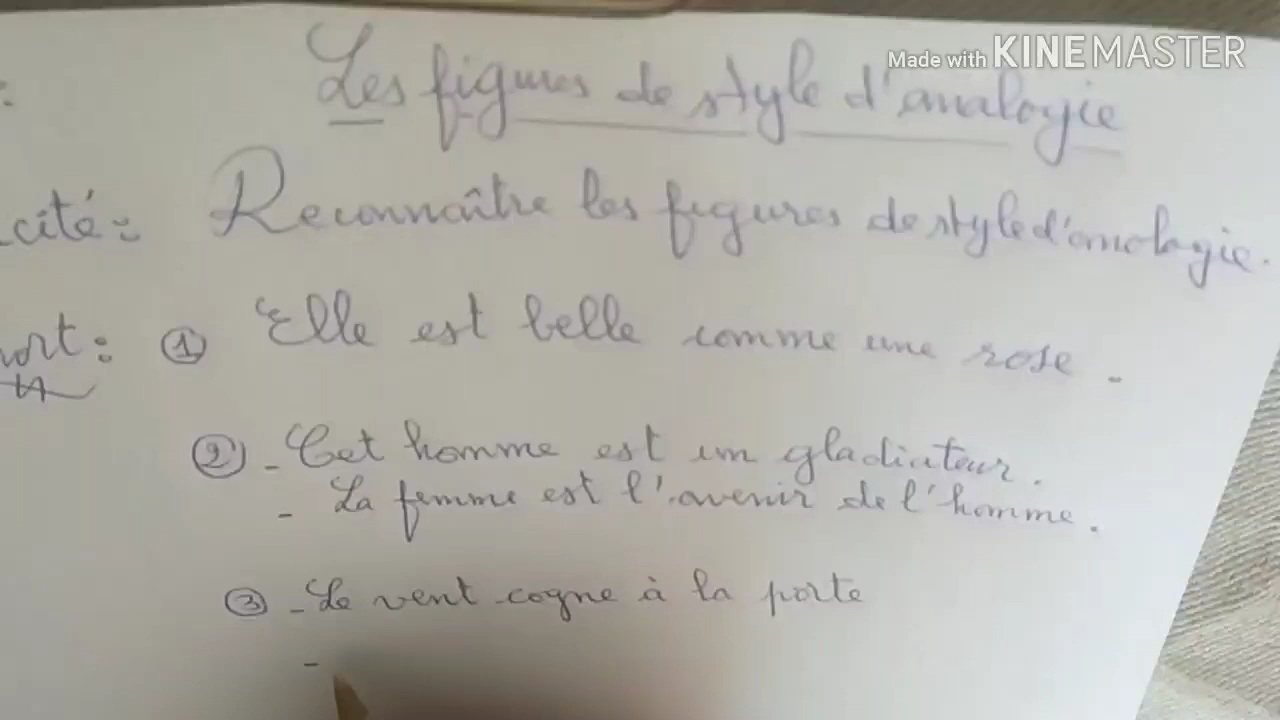 Made with KINEMASTER
Les figures de style d'analogie
cité: Reconnaître les figures de style d'analogie.
ort: ① Elle est belle comme une rose.
② - Cet homme est un gladiateur.
- La femme est l'avenir de l'homme.
③ - Le vent cogne à la porte
-